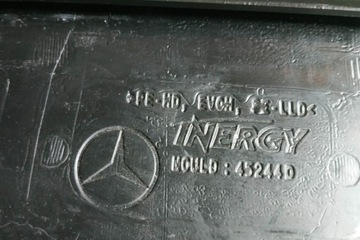 >PE-HD, EVOH, PE-LLD<
INERGY
MOULD : 45244D